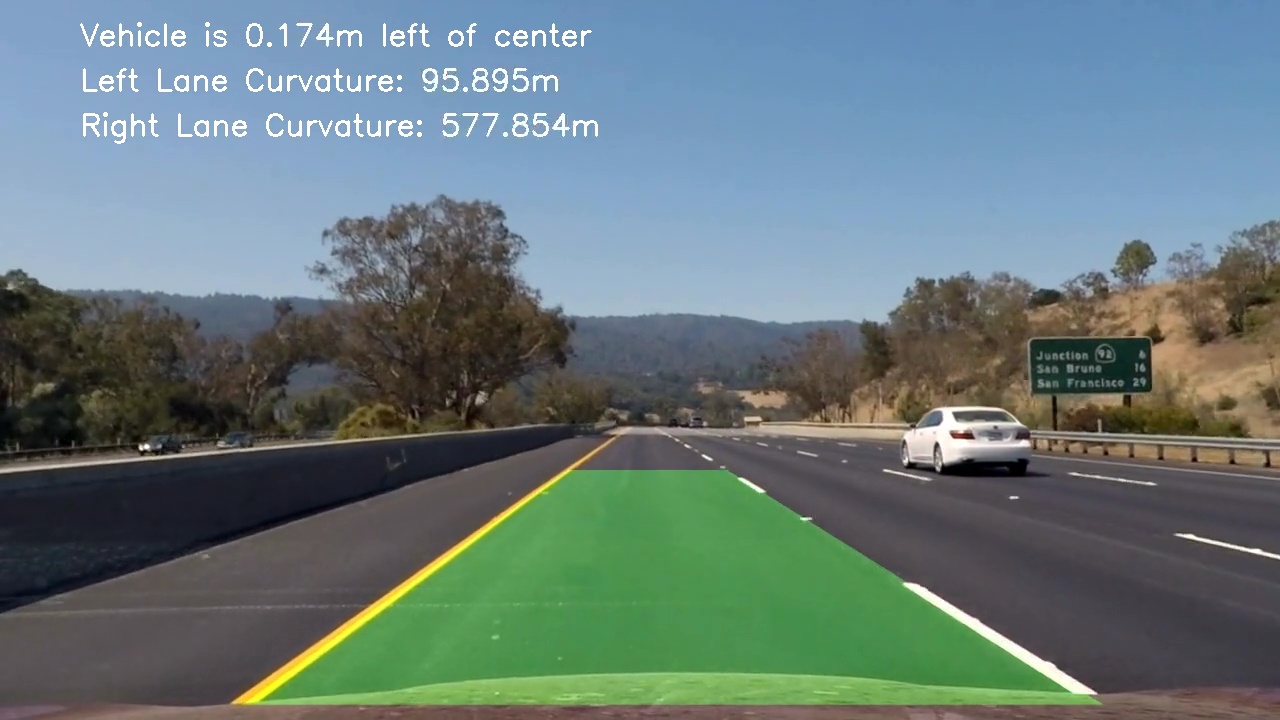 Vehicle is 0.174m left of center
Left Lane Curvature: 95.895m
Right Lane Curvature: 577.854m
Junction 92 6
San Bruno 16
San Francisco 29